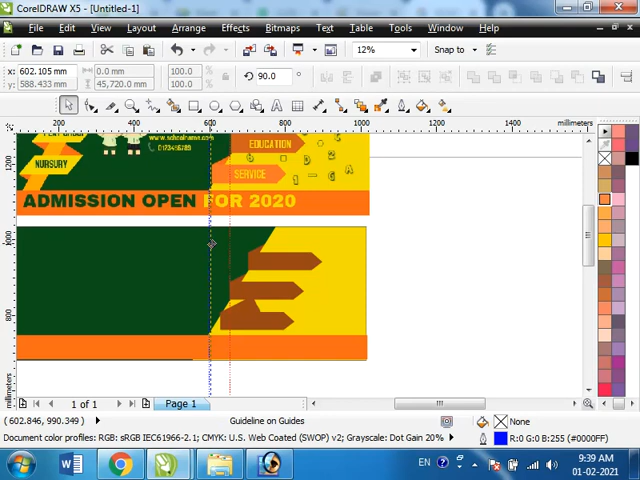 CorelDRAW X5 - [Untitled-1]
File Edit View Layout Arrange Effects Bitmaps Text Table Tools Window Help
12% Snap to
x: 602.105 mm 0.0 mm 100.0 % 90.0 °
y: 588.433 mm 45,720.0 mm 100.0 %
200 400 600 800 1000 1200 1400 millimeters
NURSURY
www.schoolname.com
0123456789
EDUCATION
SERVICE
ADMISSION OPEN FOR 2020
1200
1000
800
millimeters
1 of 1 Page 1
(602.846, 990.349) Guideline on Guides None
Document color profiles: RGB: sRGB IEC61966-2.1; CMYK: U.S. Web Coated (SWOP) v2; Grayscale: Dot Gain 20% R:0 G:0 B:255 (#0000FF)
EN 9:39 AM
01-02-2021